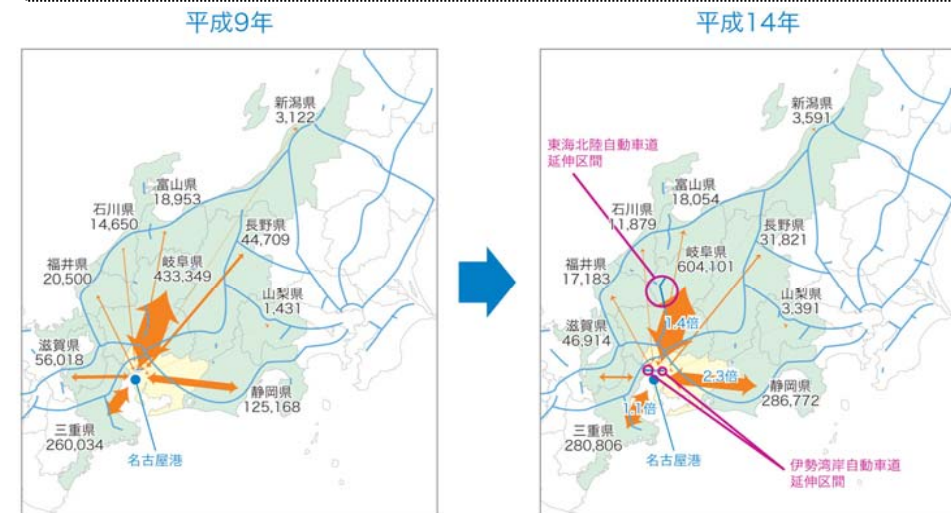 平成9年
新潟県
3,122
富山県
18,953
石川県
14,650
長野県
44,709
福井県
20,500
岐阜県
433,349
山梨県
1,431
滋賀県
56,018
静岡県
125,168
三重県
260,034
名古屋港
平成14年
新潟県
3,591
東海北陸自動車道
延伸区間
富山県
18,054
石川県
11,879
長野県
31,821
福井県
17,183
岐阜県
604,101
山梨県
3,391
1.4倍
滋賀県
46,914
2.3倍
静岡県
286,772
1.1倍
三重県
280,806
名古屋港
伊勢湾岸自動車道
延伸区間